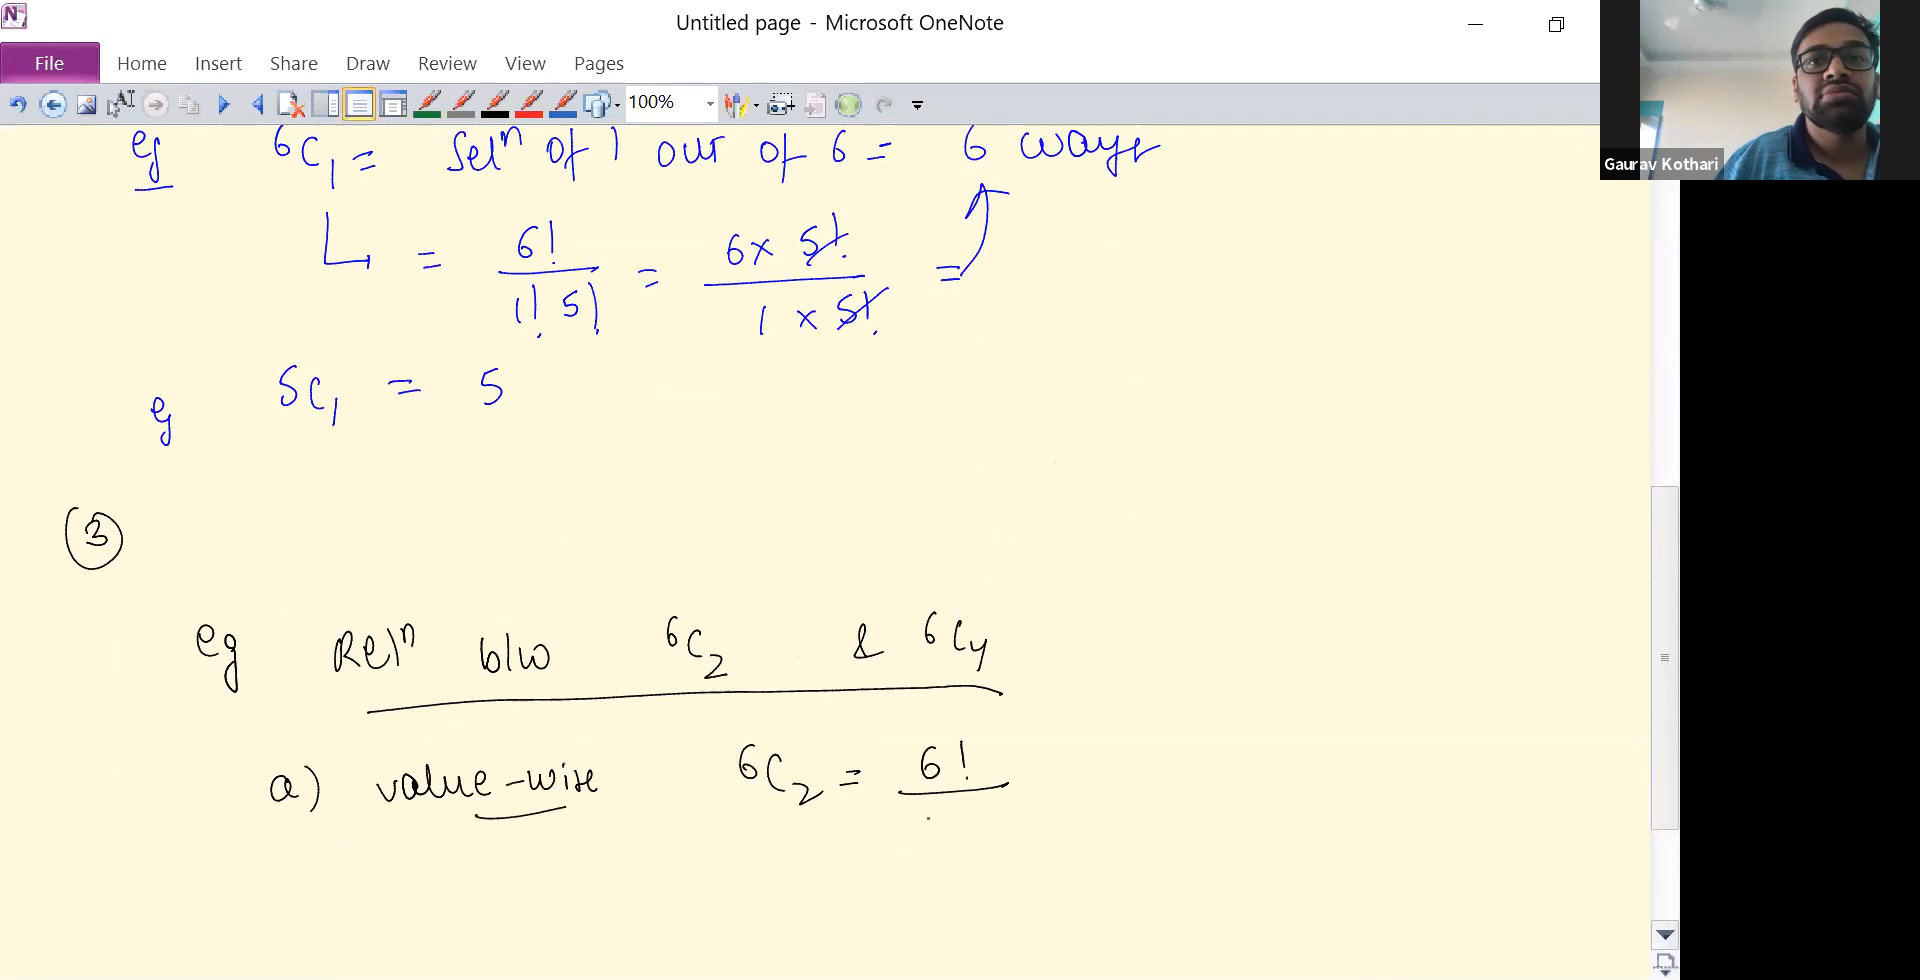 Untitled page - Microsoft OneNote
File Home Insert Share Draw Review View Pages
100%
Gaurav Kothari
eg ⁶C₁ = Selⁿ of 1 out of 6 = 6 ways
= 6! / 1! 5! = 6 x 5! / 1 x 5! =
eg 5C₁ = 5
3
eg Relⁿ b/w ⁶C₂ & ⁶C₄
a) value-wise ⁶C₂ = 6!